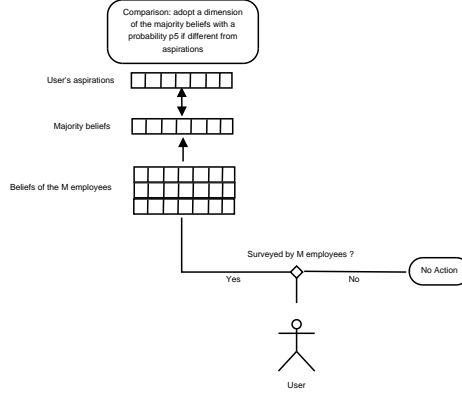 Comparison: adopt a dimension
of the majority beliefs with a
probability p5 if different from
aspirations
User's aspirations
Majority beliefs
Beliefs of the M employees
Surveyed by M employees ?
Yes
No
No Action
User